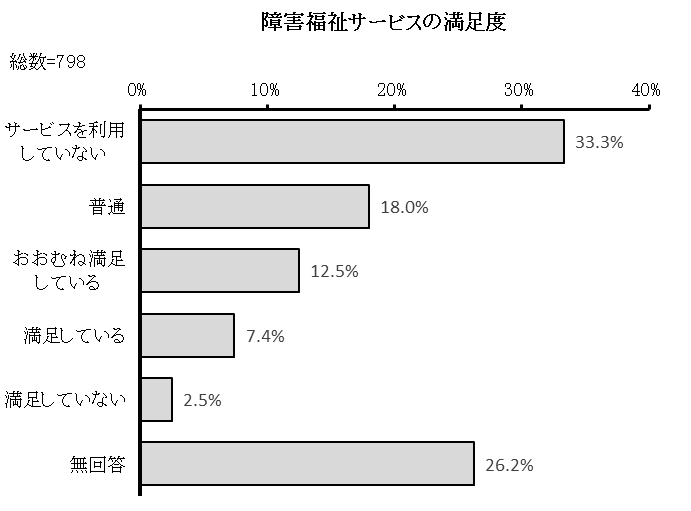 障害福祉サービスの満足度
総数=798
0% 10% 20% 30% 40%
サービスを利用
していない
33.3%
普通
18.0%
おおむね満足
している
12.5%
満足している
7.4%
満足していない
2.5%
無回答
26.2%